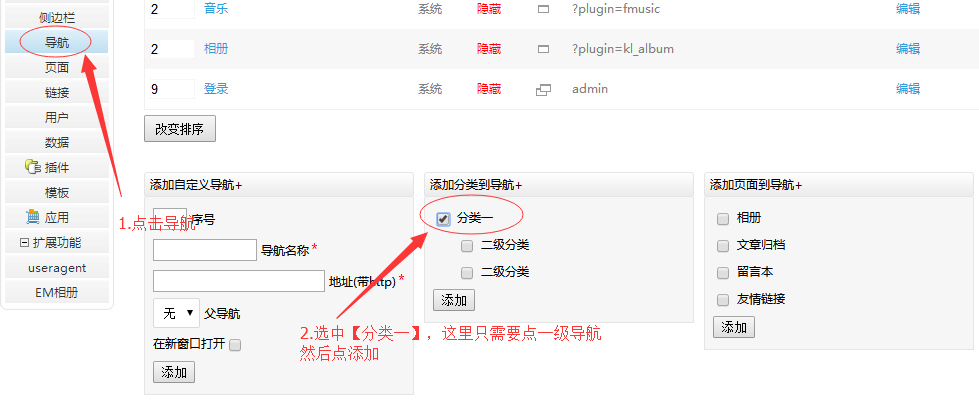 侧边栏
导航
页面
链接
用户
数据
插件
模板
应用
扩展功能
useragent
EM相册
2 音乐 系统 隐藏 ?plugin=fmusic 编辑
2 相册 系统 隐藏 ?plugin=kl_album 编辑
9 登录 系统 隐藏 admin 编辑
改变排序
添加自定义导航+
序号
导航名称*
地址(带http)*
无 父导航
在新窗口打开
添加
添加分类到导航+
分类一
二级分类
二级分类
添加
添加页面到导航+
相册
文章归档
留言本
友情链接
添加
1.点击导航
2.选中【分类一】，这里只需要点一级导航
然后点添加